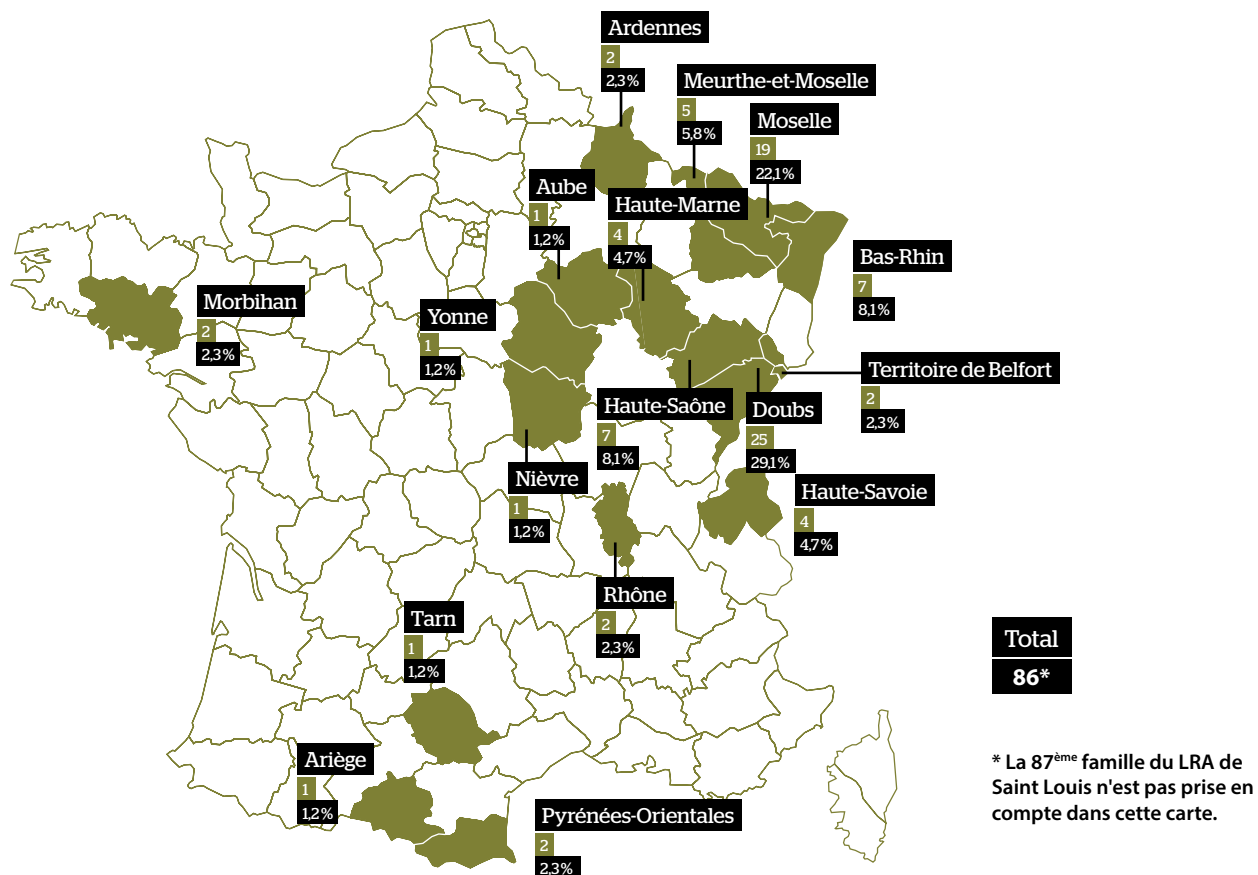 Ardennes
2
2,3%
Meurthe-et-Moselle
5
5,8%
Moselle
19
22,1%
Aube
1
1,2%
Haute-Marne
4
4,7%
Bas-Rhin
7
8,1%
Morbihan
2
2,3%
Yonne
1
1,2%
Territoire de Belfort
2
2,3%
Haute-Saône
7
8,1%
Doubs
25
29,1%
Nièvre
1
1,2%
Haute-Savoie
4
4,7%
Rhône
2
2,3%
Tarn
1
1,2%
Ariège
1
1,2%
Pyrénées-Orientales
2
2,3%
Total
86*
* La 87ème famille du LRA de
Saint Louis n'est pas prise en
compte dans cette carte.